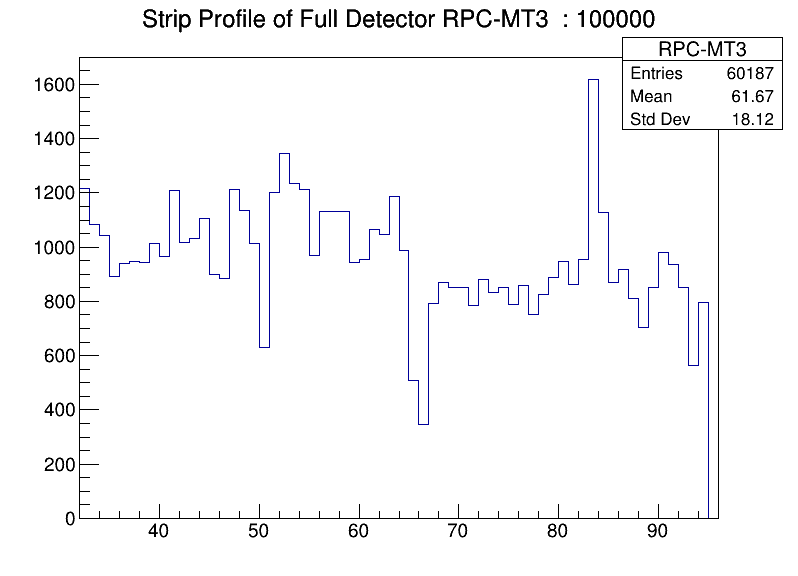 Strip Profile of Full Detector RPC-MT3 : 100000
RPC-MT3
Entries 60187
Mean 61.67
Std Dev 18.12
1600
1400
1200
1000
800
600
400
200
0
40 50 60 70 80 90